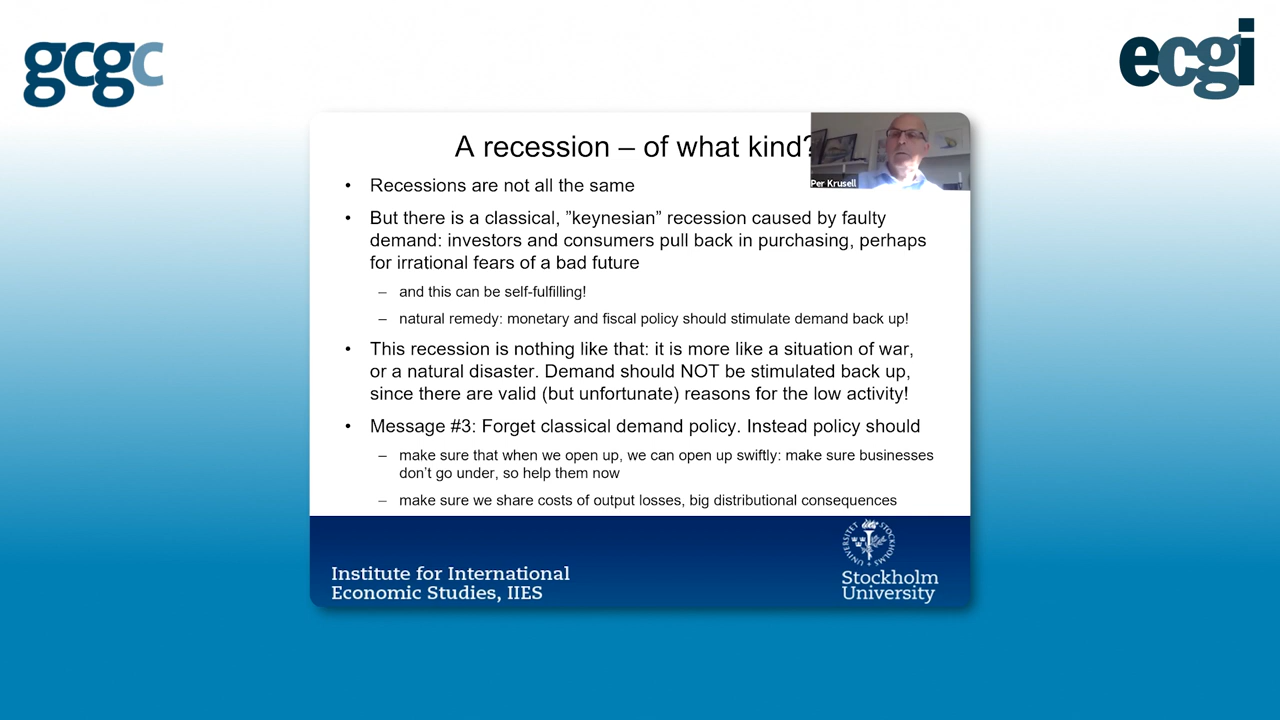 gcgc
ecgi
A recession – of what kind?
Per Krusell
• Recessions are not all the same
• But there is a classical, ”keynesian” recession caused by faulty
demand: investors and consumers pull back in purchasing, perhaps
for irrational fears of a bad future
– and this can be self-fulfilling!
– natural remedy: monetary and fiscal policy should stimulate demand back up!
• This recession is nothing like that: it is more like a situation of war,
or a natural disaster. Demand should NOT be stimulated back up,
since there are valid (but unfortunate) reasons for the low activity!
• Message #3: Forget classical demand policy. Instead policy should
– make sure that when we open up, we can open up swiftly: make sure businesses
don’t go under, so help them now
– make sure we share costs of output losses, big distributional consequences
Institute for International
Economic Studies, IIES
STOCKHOLMS
UNIVERSITET
Stockholm
University